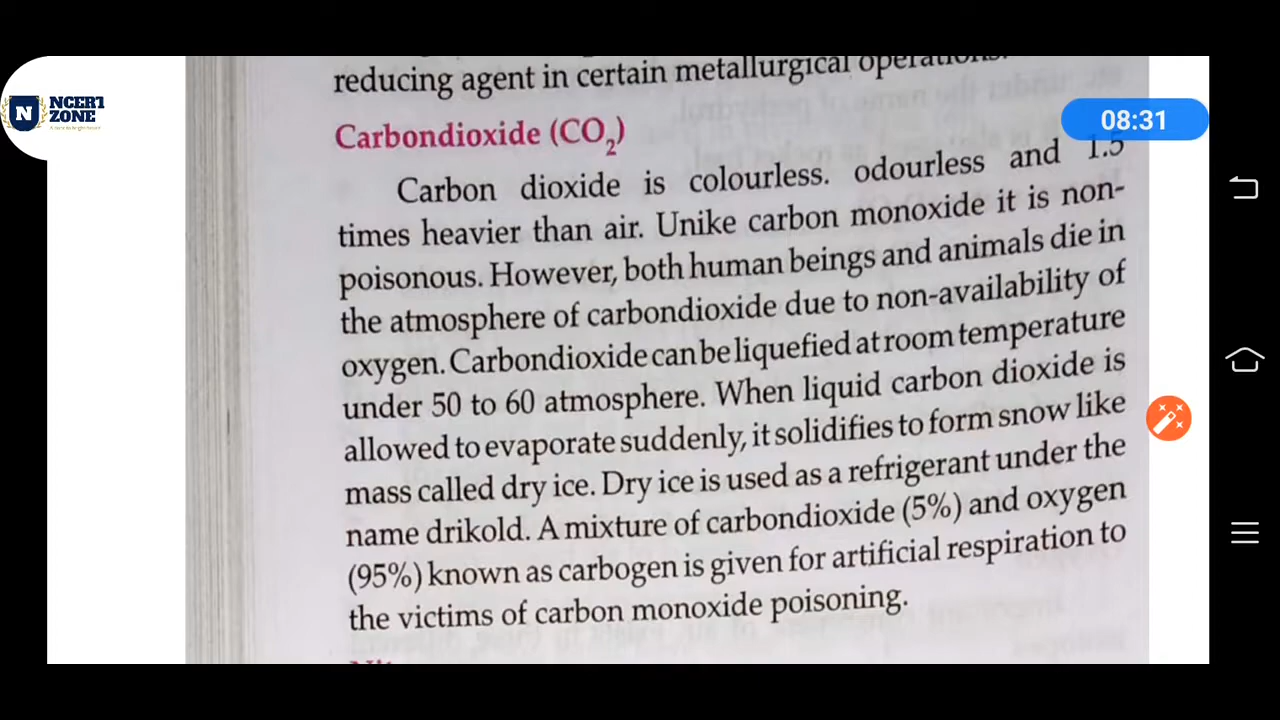 reducing agent in certain metallurgical operations.
NCERT
ZONE
08:31
Carbondioxide (CO₂)
Carbon dioxide is colourless. odourless and 1.5
times heavier than air. Unike carbon monoxide it is non-
poisonous. However, both human beings and animals die in
the atmosphere of carbondioxide due to non-availability of
oxygen. Carbondioxide can be liquefied at room temperature
under 50 to 60 atmosphere. When liquid carbon dioxide is
allowed to evaporate suddenly, it solidifies to form snow like
mass called dry ice. Dry ice is used as a refrigerant under the
name drikold. A mixture of carbondioxide (5%) and oxygen
(95%) known as carbogen is given for artificial respiration to
the victims of carbon monoxide poisoning.